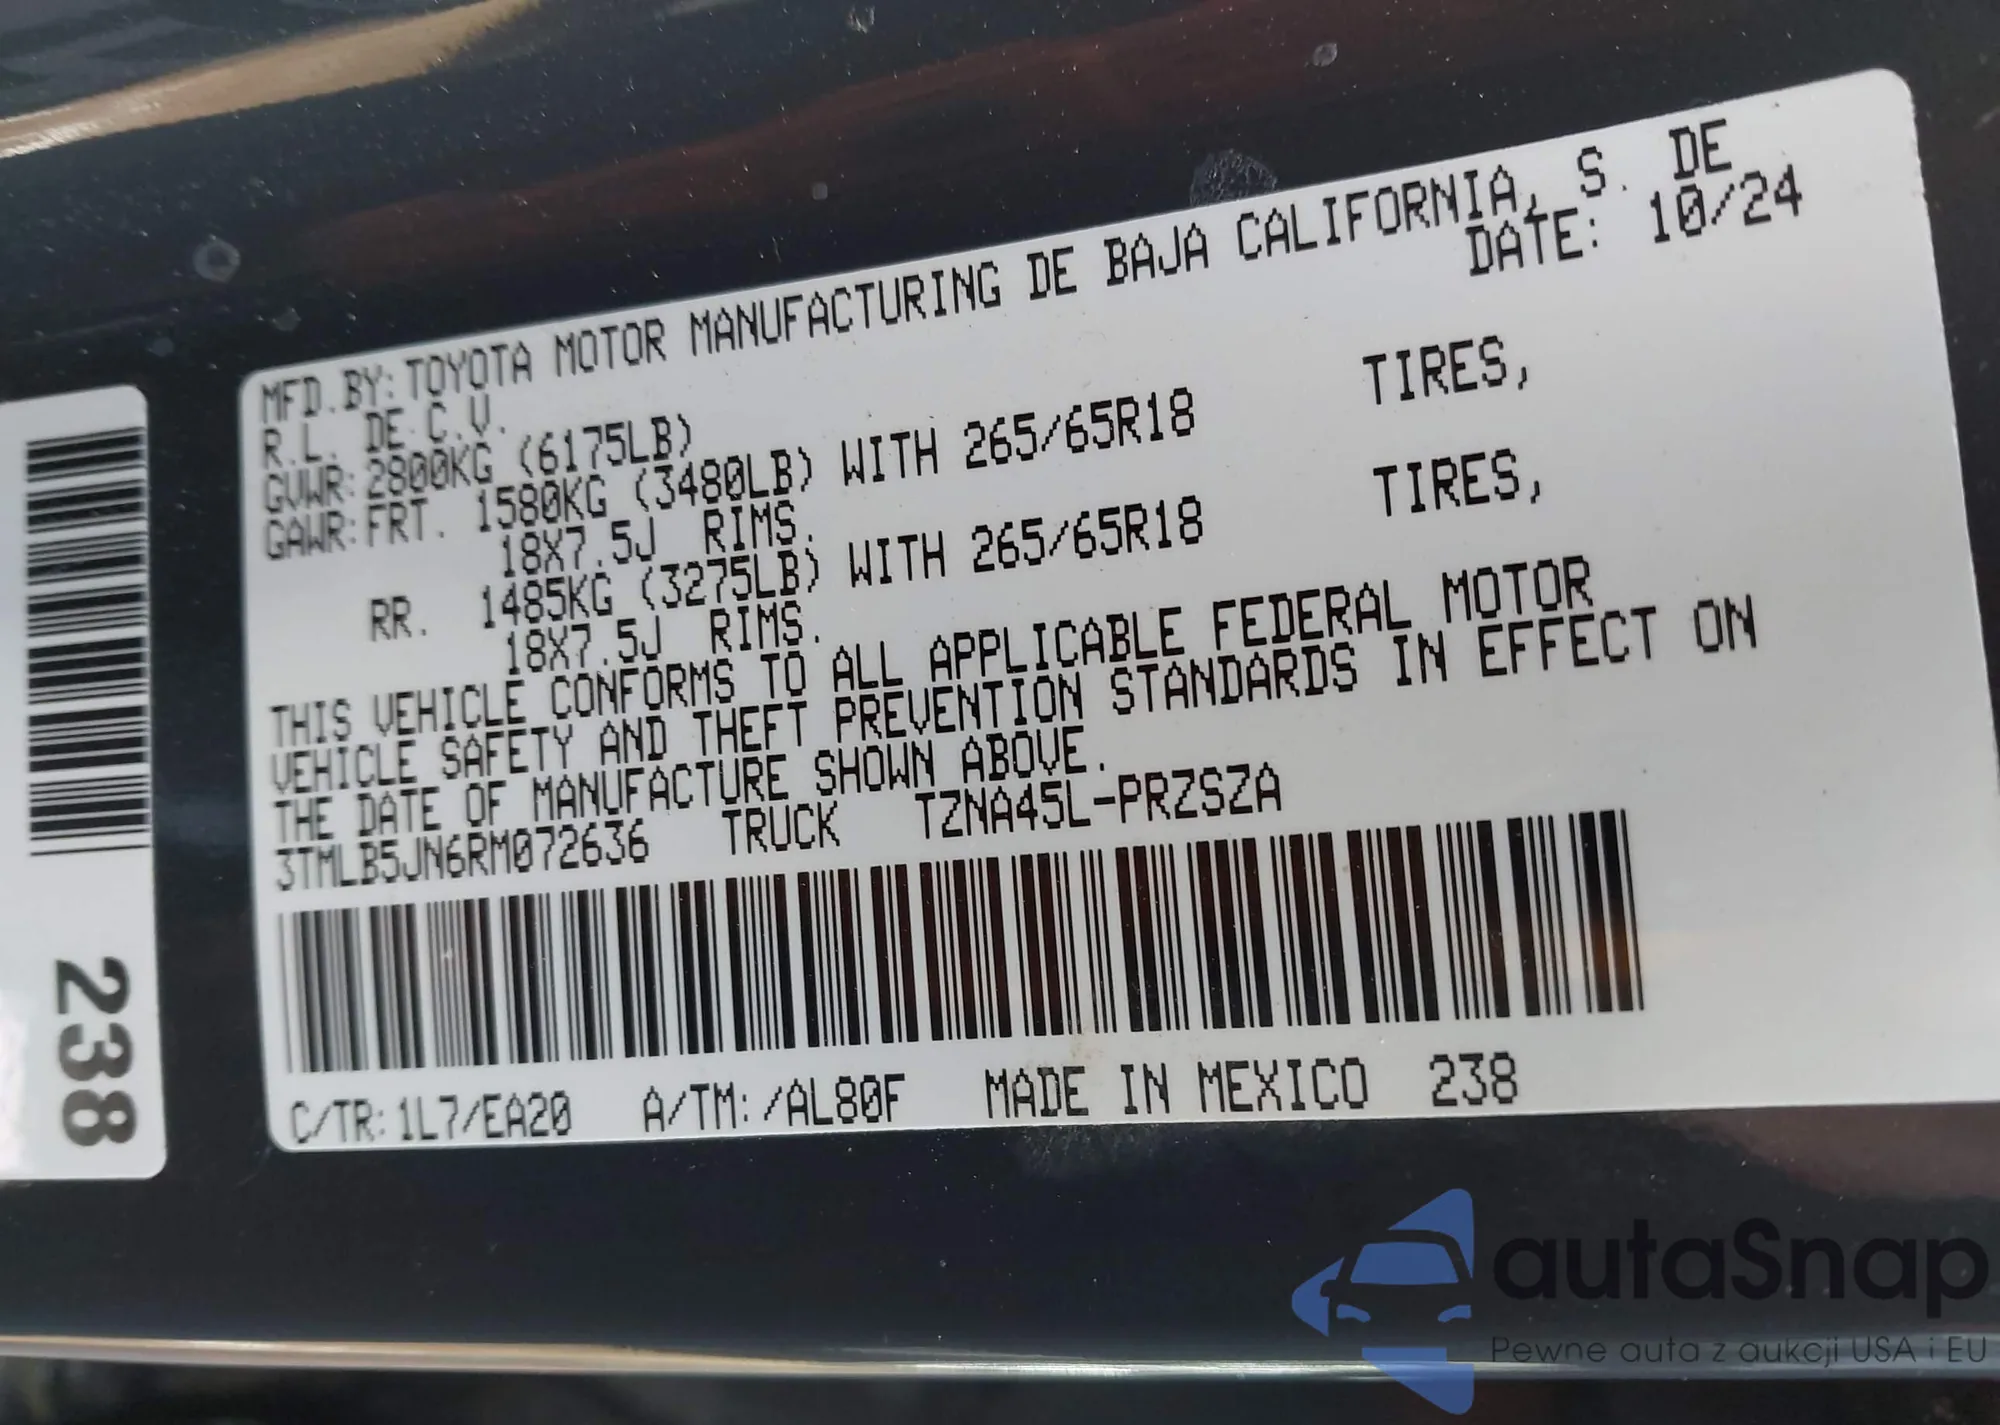 MFD.BY: TOYOTA MOTOR MANUFACTURING DE BAJA CALIFORNIA, S. DE
R.L. DE C.V. DATE: 10/24
GVWR: 2800KG (6175LB)
GAWR: FRT. 1580KG (3480LB) WITH 265/65R18 TIRES,
18X7.5J RIMS.
RR. 1485KG (3275LB) WITH 265/65R18 TIRES,
18X7.5J RIMS.
THIS VEHICLE CONFORMS TO ALL APPLICABLE FEDERAL MOTOR
VEHICLE SAFETY AND THEFT PREVENTION STANDARDS IN EFFECT ON
THE DATE OF MANUFACTURE SHOWN ABOVE.
3TMLB5JN6RM072636 TRUCK TZNA45L-PRZSZA
C/TR: 1L7/EA20 A/TM: /AL80F MADE IN MEXICO 238
238
autaSnap
Pewne auta z aukcji USA i EU